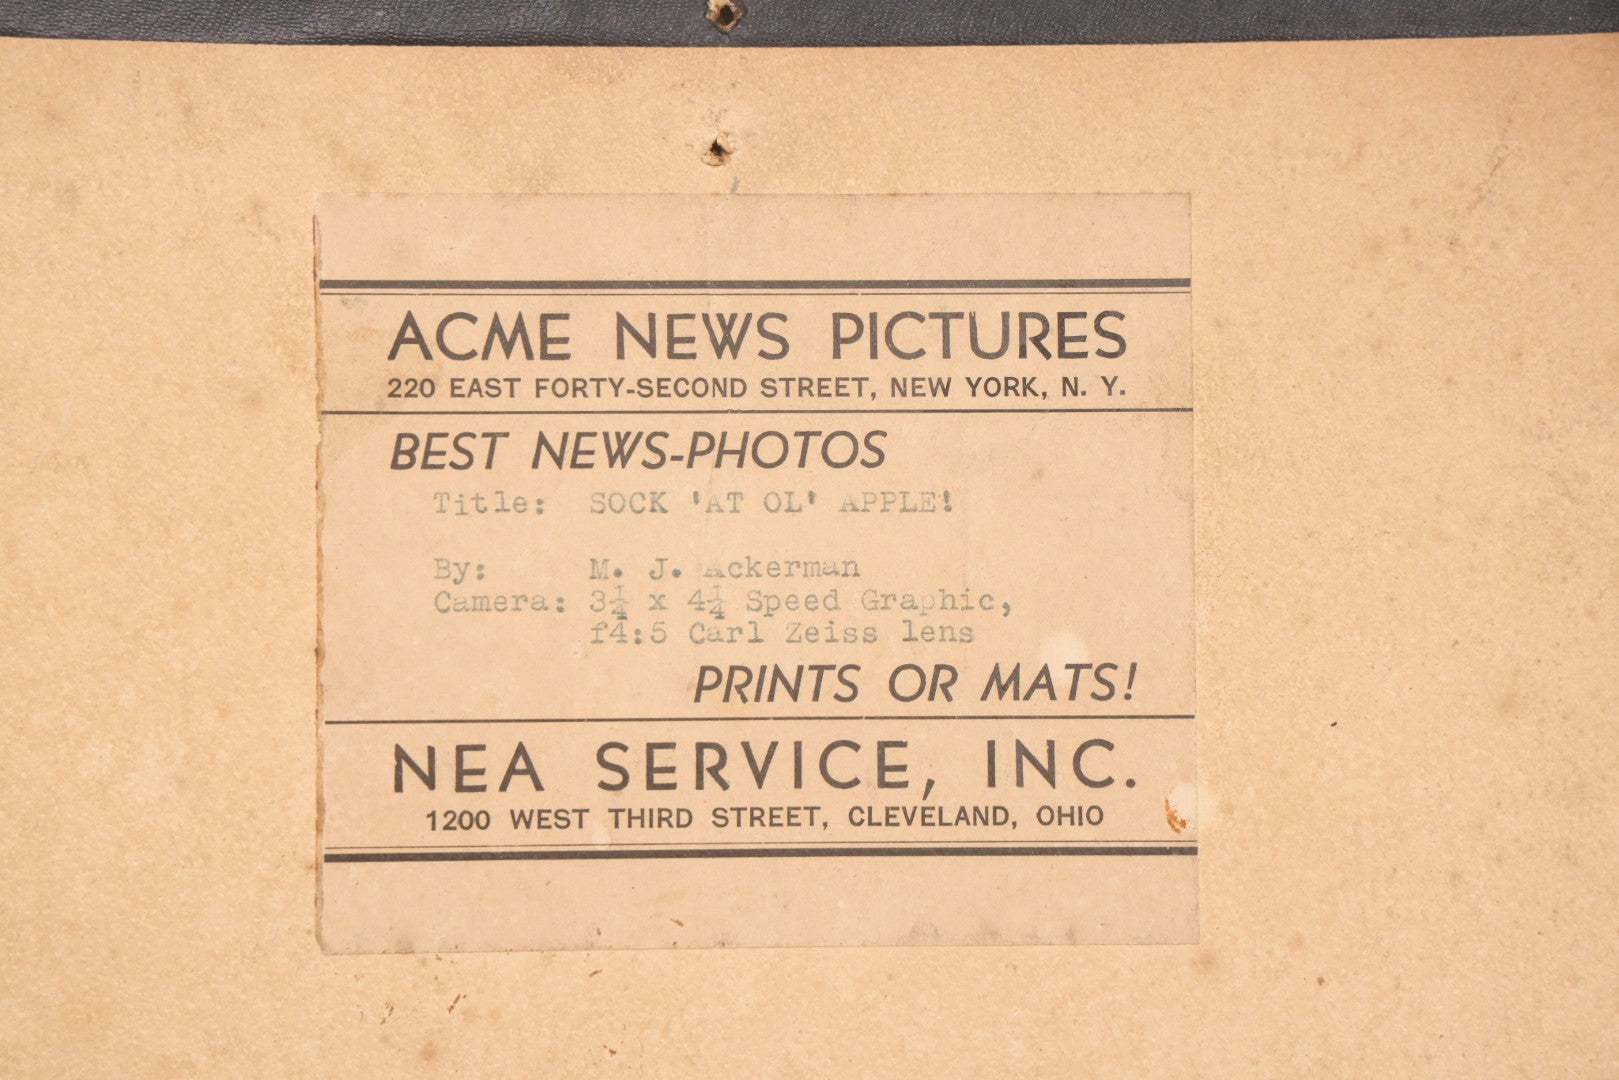 ACME NEWS PICTURES
220 EAST FORTY-SECOND STREET, NEW YORK, N. Y.
BEST NEWS-PHOTOS
Title: SOCK 'AT OL' APPLE!
By: M. J. Ackerman
Camera: 3¼ x 4¼ Speed Graphic,
f4:5 Carl Zeiss lens
PRINTS OR MATS!
NEA SERVICE, INC.
1200 WEST THIRD STREET, CLEVELAND, OHIO